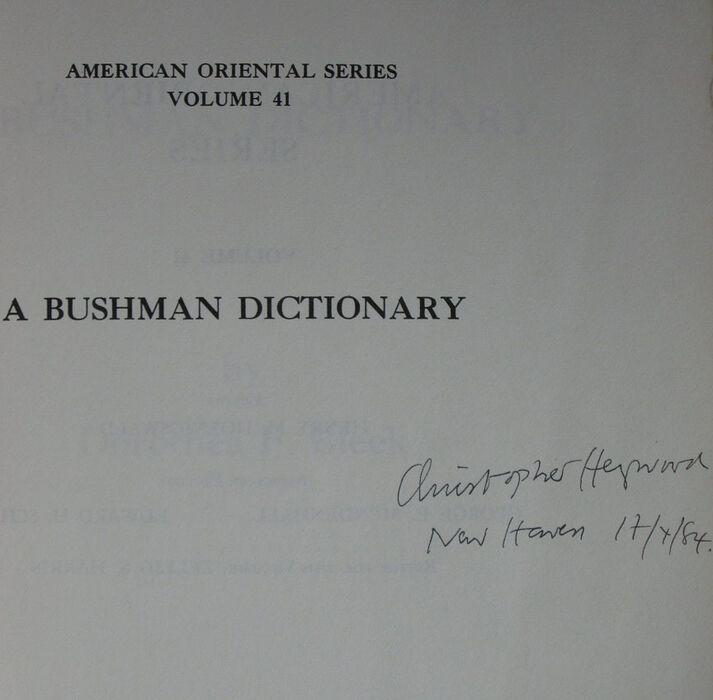 AMERICAN ORIENTAL SERIES
VOLUME 41
A BUSHMAN DICTIONARY
Christopher Heywood
New Haven 17/x/84.